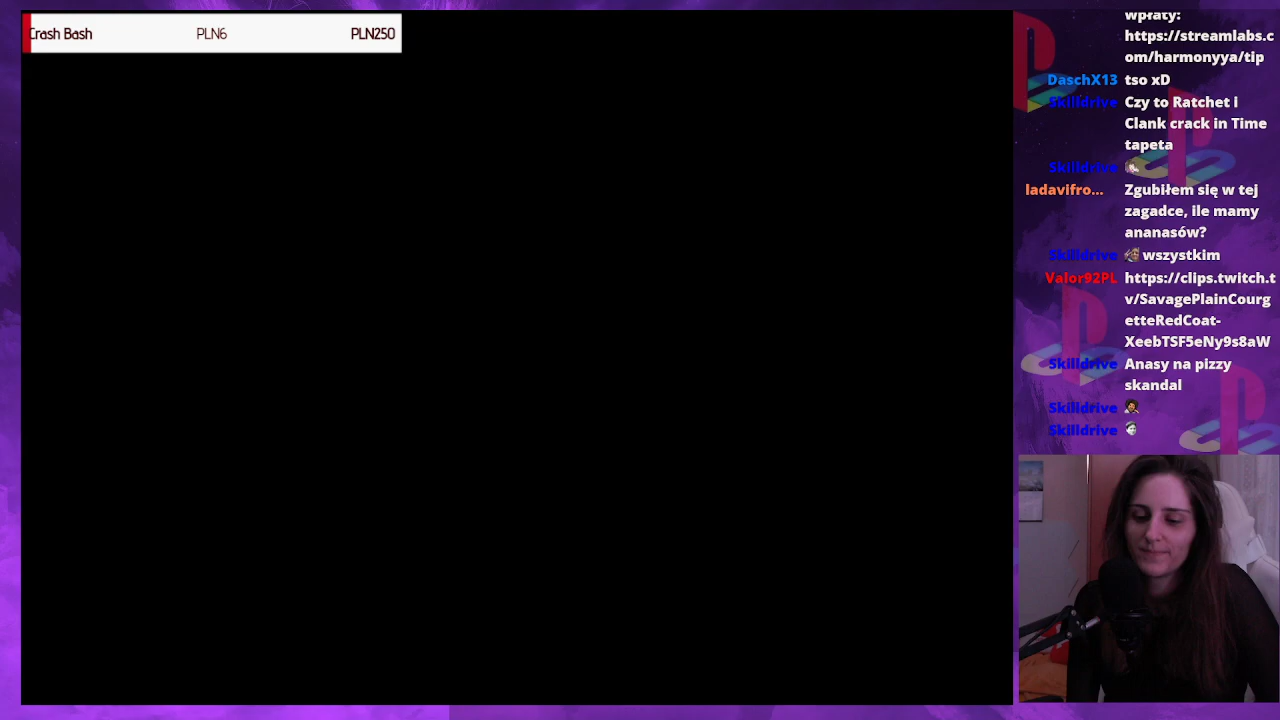 Crash Bash PLN6 PLN250
wpłaty:
https://streamlabs.c
om/harmonyya/tip
DaschX13 tso xD
Skilldrive Czy to Ratchet i
Clank crack in Time
tapeta
Skilldrive
ladavifro... Zgubiłem się w tej
zagadce, ile mamy
ananasów?
Skilldrive wszystkim
Valor92PL https://clips.twitch.t
v/SavagePlainCourg
etteRedCoat-
XeebTSF5eNy9s8aW
Skilldrive Anasy na pizzy
skandal
Skilldrive
Skilldrive